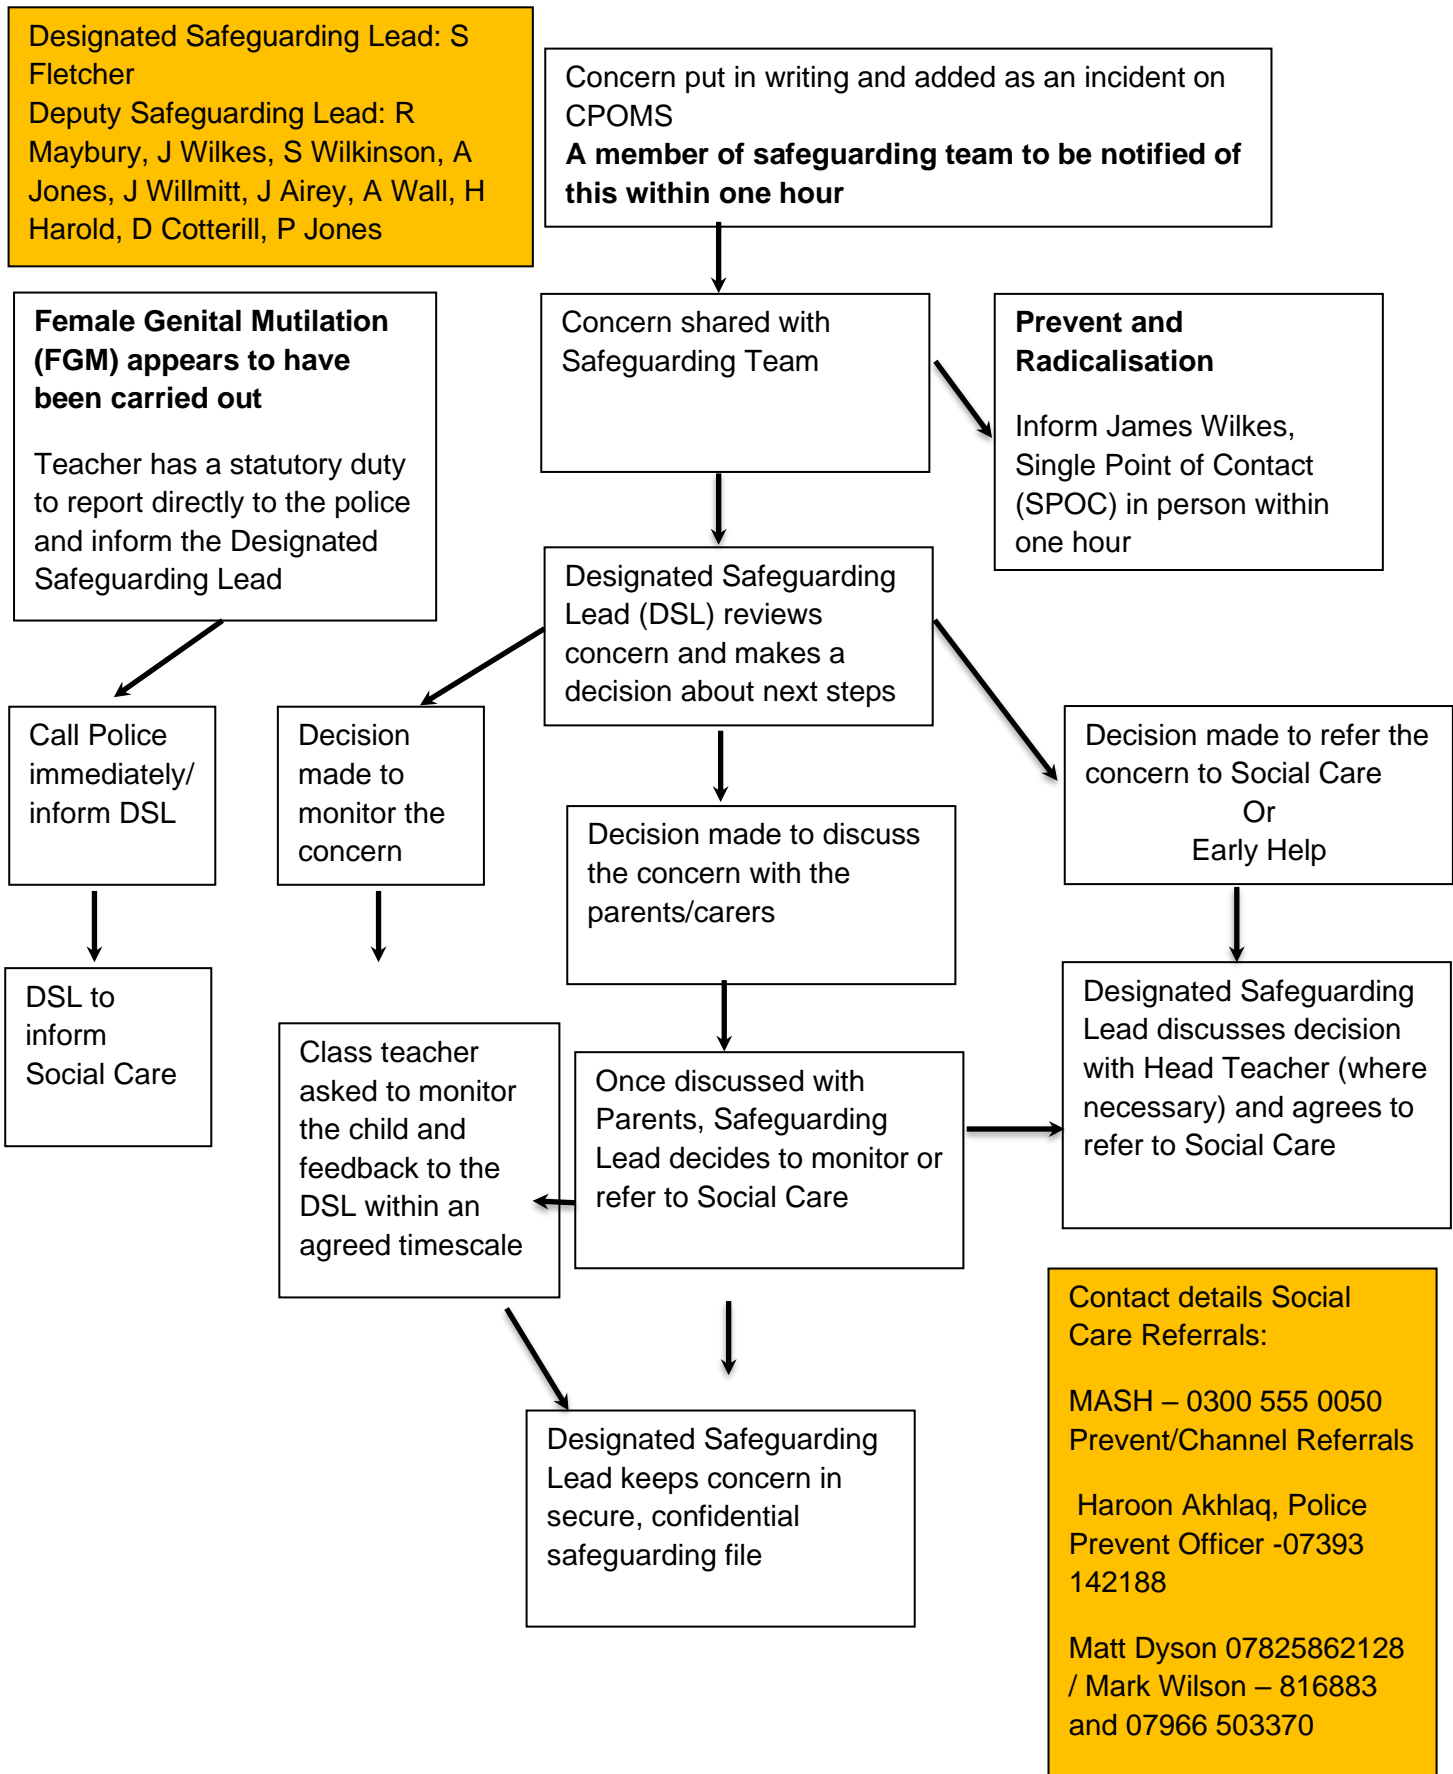 Designated Safeguarding Lead: S
Fletcher
Deputy Safeguarding Lead: R
Maybury, J Wilkes, S Wilkinson, A
Jones, J Willmitt, J Airey, A Wall, H
Harold, D Cotterill, P Jones
Concern put in writing and added as an incident on
CPOMS
A member of safeguarding team to be notified of
this within one hour
Female Genital Mutilation
(FGM) appears to have
been carried out
Teacher has a statutory duty
to report directly to the police
and inform the Designated
Safeguarding Lead
Concern shared with
Safeguarding Team
Prevent and
Radicalisation
Inform James Wilkes,
Single Point of Contact
(SPOC) in person within
one hour
Designated Safeguarding
Lead (DSL) reviews
concern and makes a
decision about next steps
Call Police
immediately/
inform DSL
Decision
made to
monitor the
concern
Decision made to discuss
the concern with the
parents/carers
Decision made to refer the
concern to Social Care
Or
Early Help
DSL to
inform
Social Care
Class teacher
asked to monitor
the child and
feedback to the
DSL within an
agreed timescale
Once discussed with
Parents, Safeguarding
Lead decides to monitor or
refer to Social Care
Designated Safeguarding
Lead discusses decision
with Head Teacher (where
necessary) and agrees to
refer to Social Care
Designated Safeguarding
Lead keeps concern in
secure, confidential
safeguarding file
Contact details Social
Care Referrals:
MASH – 0300 555 0050
Prevent/Channel Referrals
Haroon Akhlaq, Police
Prevent Officer -07393
142188
Matt Dyson 07825862128
/ Mark Wilson – 816883
and 07966 503370